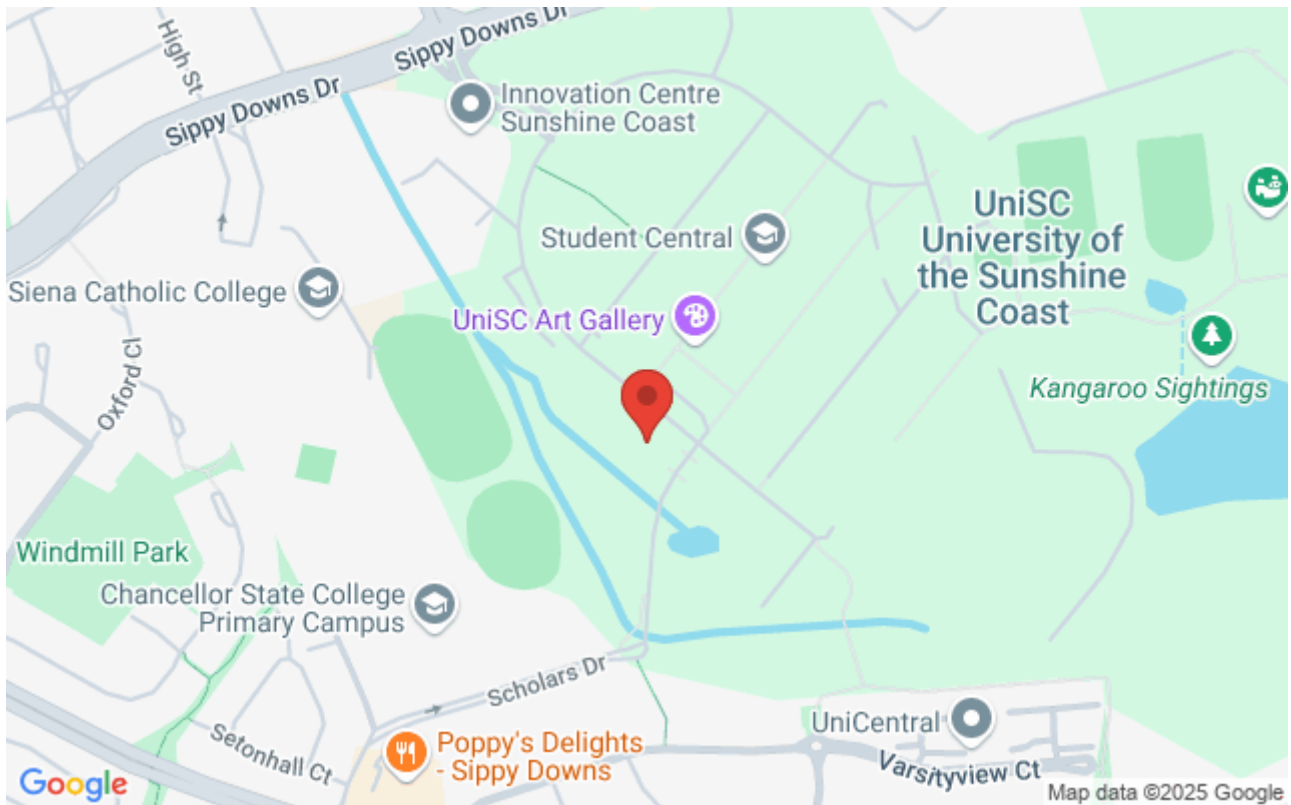 High St
Sippy Downs Dr
Sippy Downs Dr
Innovation Centre
Sunshine Coast
Student Central
UniSC
University of
the Sunshine
Coast
Siena Catholic College
UniSC Art Gallery
Oxford Cl
Kangaroo Sightings
Windmill Park
Chancellor State College
Primary Campus
Scholars Dr
UniCentral
Setonhall Ct
Poppy's Delights
- Sippy Downs
Varsityview Ct
Google
Map data ©2025 Google